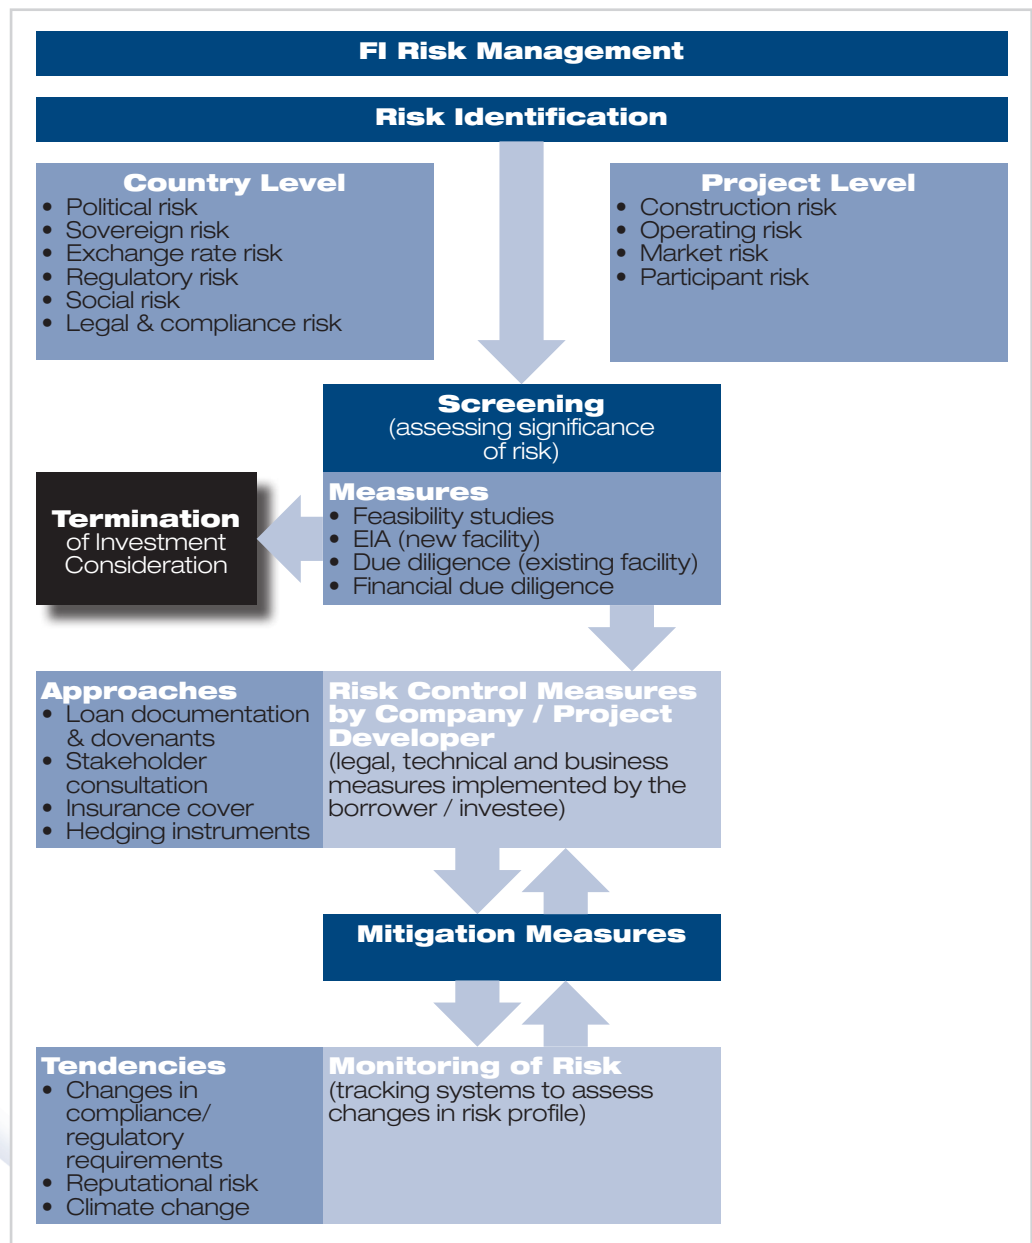 FI Risk Management
Risk Identification
Country Level
• Political risk
• Sovereign risk
• Exchange rate risk
• Regulatory risk
• Social risk
• Legal & compliance risk
Project Level
• Construction risk
• Operating risk
• Market risk
• Participant risk
Screening
(assessing significance
of risk)
Termination
of Investment
Consideration
Measures
• Feasibility studies
• EIA (new facility)
• Due diligence (existing facility)
• Financial due diligence
Approaches
• Loan documentation
& dovenants
• Stakeholder
consultation
• Insurance cover
• Hedging instruments
Risk Control Measures
by Company / Project
Developer
(legal, technical and business
measures implemented by the
borrower / investee)
Mitigation Measures
Tendencies
• Changes in
compliance/
regulatory
requirements
• Reputational risk
• Climate change
Monitoring of Risk
(tracking systems to assess
changes in risk profile)